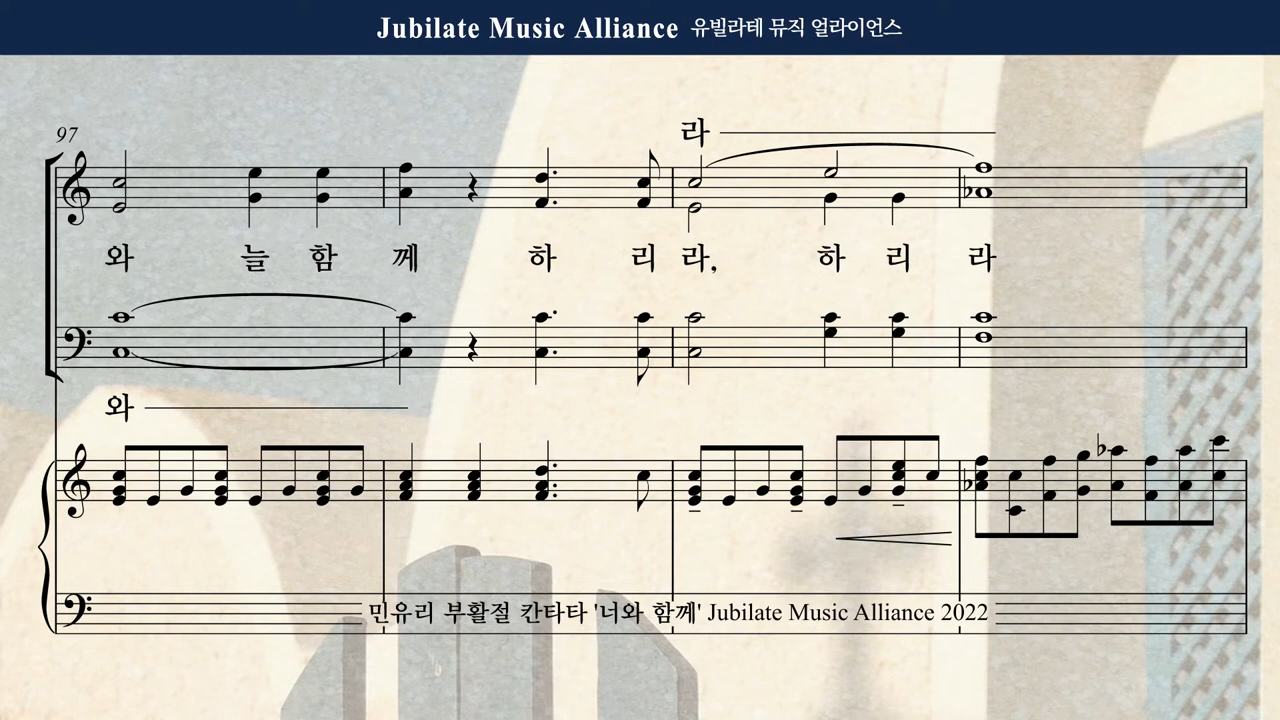 Jubilate Music Alliance 유빌라테 뮤직 얼라이언스
97
라
와 늘 함 께 하 리 라, 하 리 라
와
민유리 부활절 칸타타 '너와 함께' Jubilate Music Alliance 2022